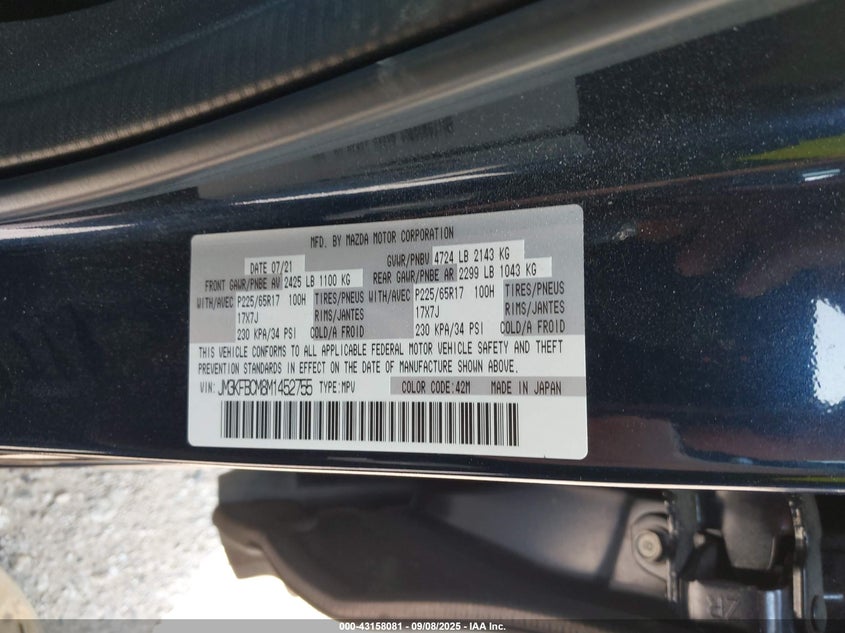 MFD. BY MAZDA MOTOR CORPORATION
DATE 07/21 GVWR/PNBV 4724 LB 2143 KG
FRONT GAWR/PNBE AV 2425 LB 1100 KG REAR GAWR/PNBE AR 2299 LB 1043 KG
WITH/AVEC P225/65R17 100H TIRES/PNEUS WITH/AVEC P225/65R17 100H TIRES/PNEUS
17X7J RIMS/JANTES 17X7J RIMS/JANTES
230 KPA/34 PSI COLD/A FROID 230 KPA/34 PSI COLD/A FROID
THIS VEHICLE CONFORMS TO ALL APPLICABLE FEDERAL MOTOR VEHICLE SAFETY AND THEFT
PREVENTION STANDARDS IN EFFECT ON THE DATE OF MANUFACTURE SHOWN ABOVE.
VIN: JM3KFBCM8M1452755 TYPE:MPV COLOR CODE:42M MADE IN JAPAN
000-43158081 - 09/08/2025 - IAA Inc.